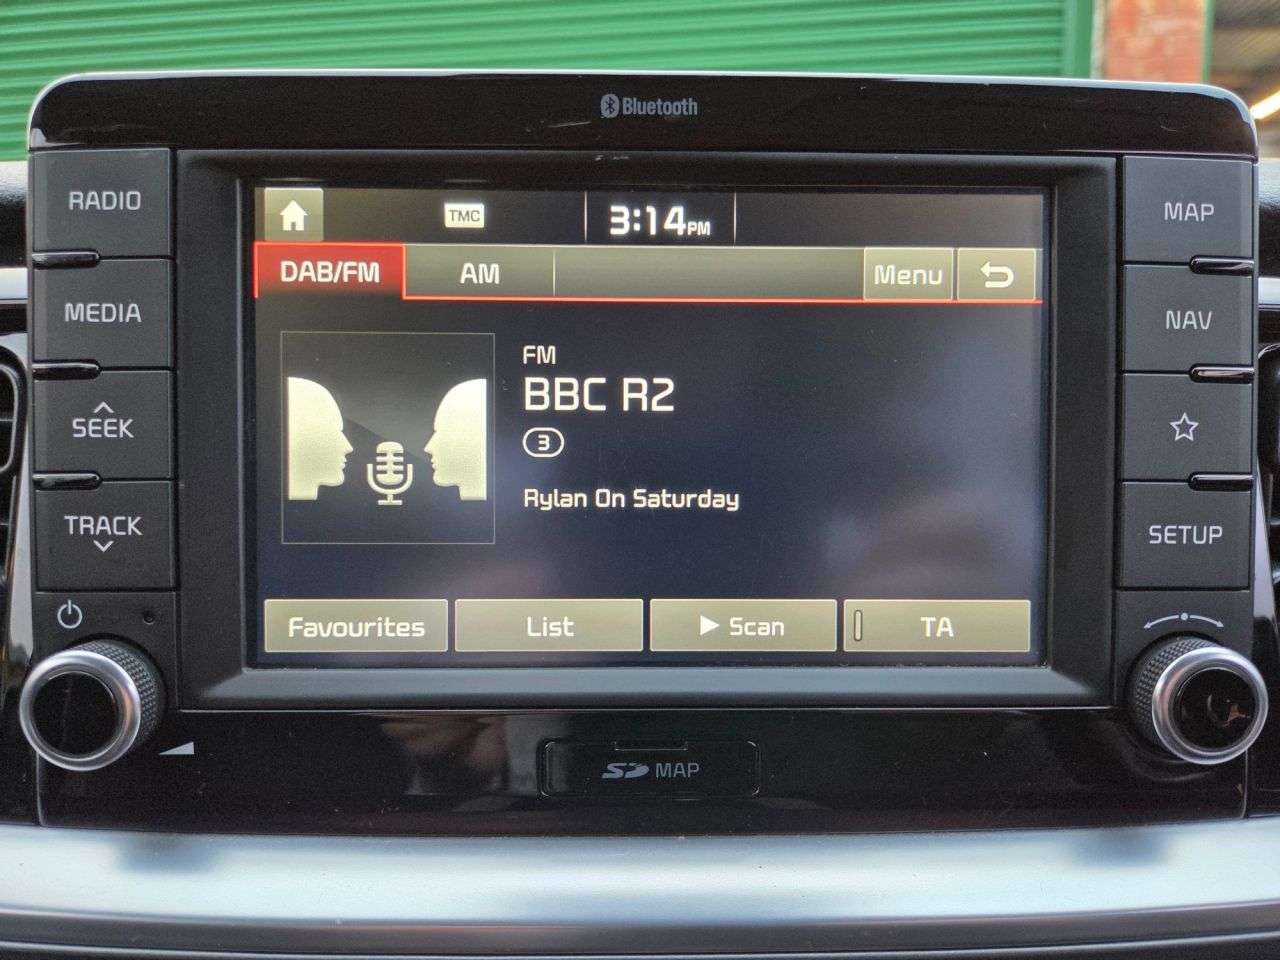 Bluetooth
RADIO
MEDIA
SEEK
TRACK
TMC
3:14PM
DAB/FM AM Menu
FM
BBC R2
3
Rylan On Saturday
Favourites List Scan TA
MAP
NAV
SETUP
SD MAP